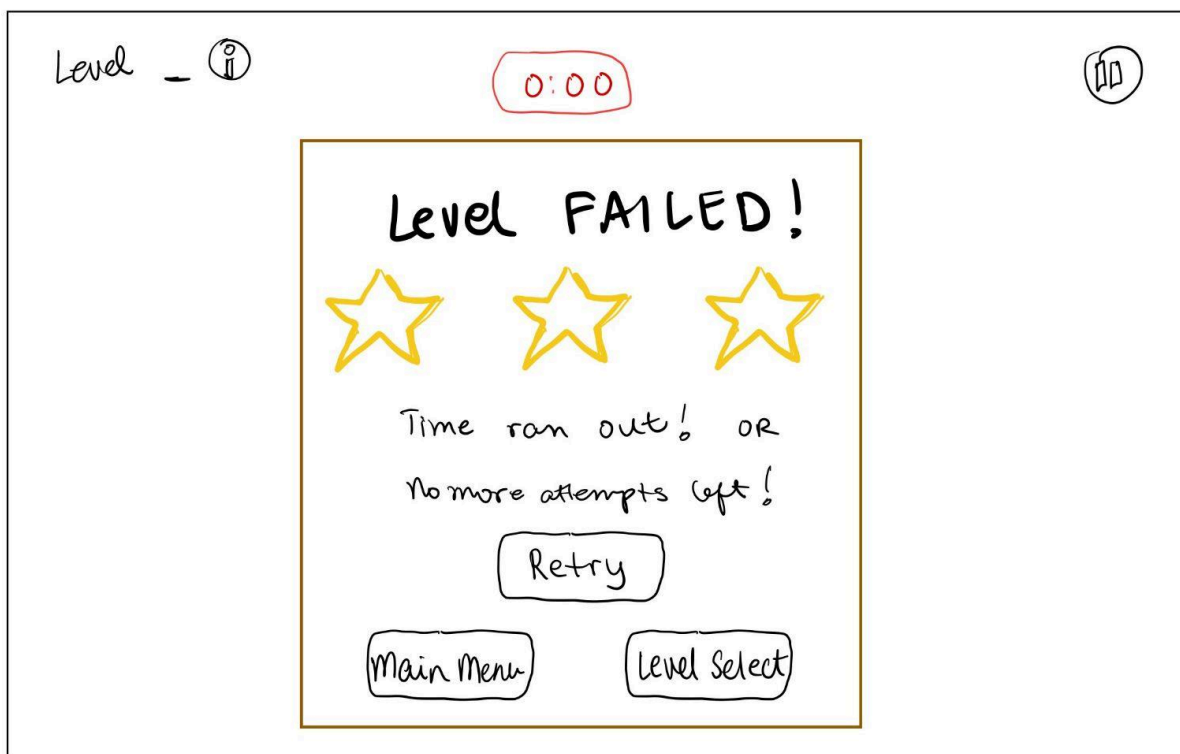 Level _ i
0:00
Level FAILED!
Time ran out! OR
No more attempts left!
Retry
Main Menu
Level Select